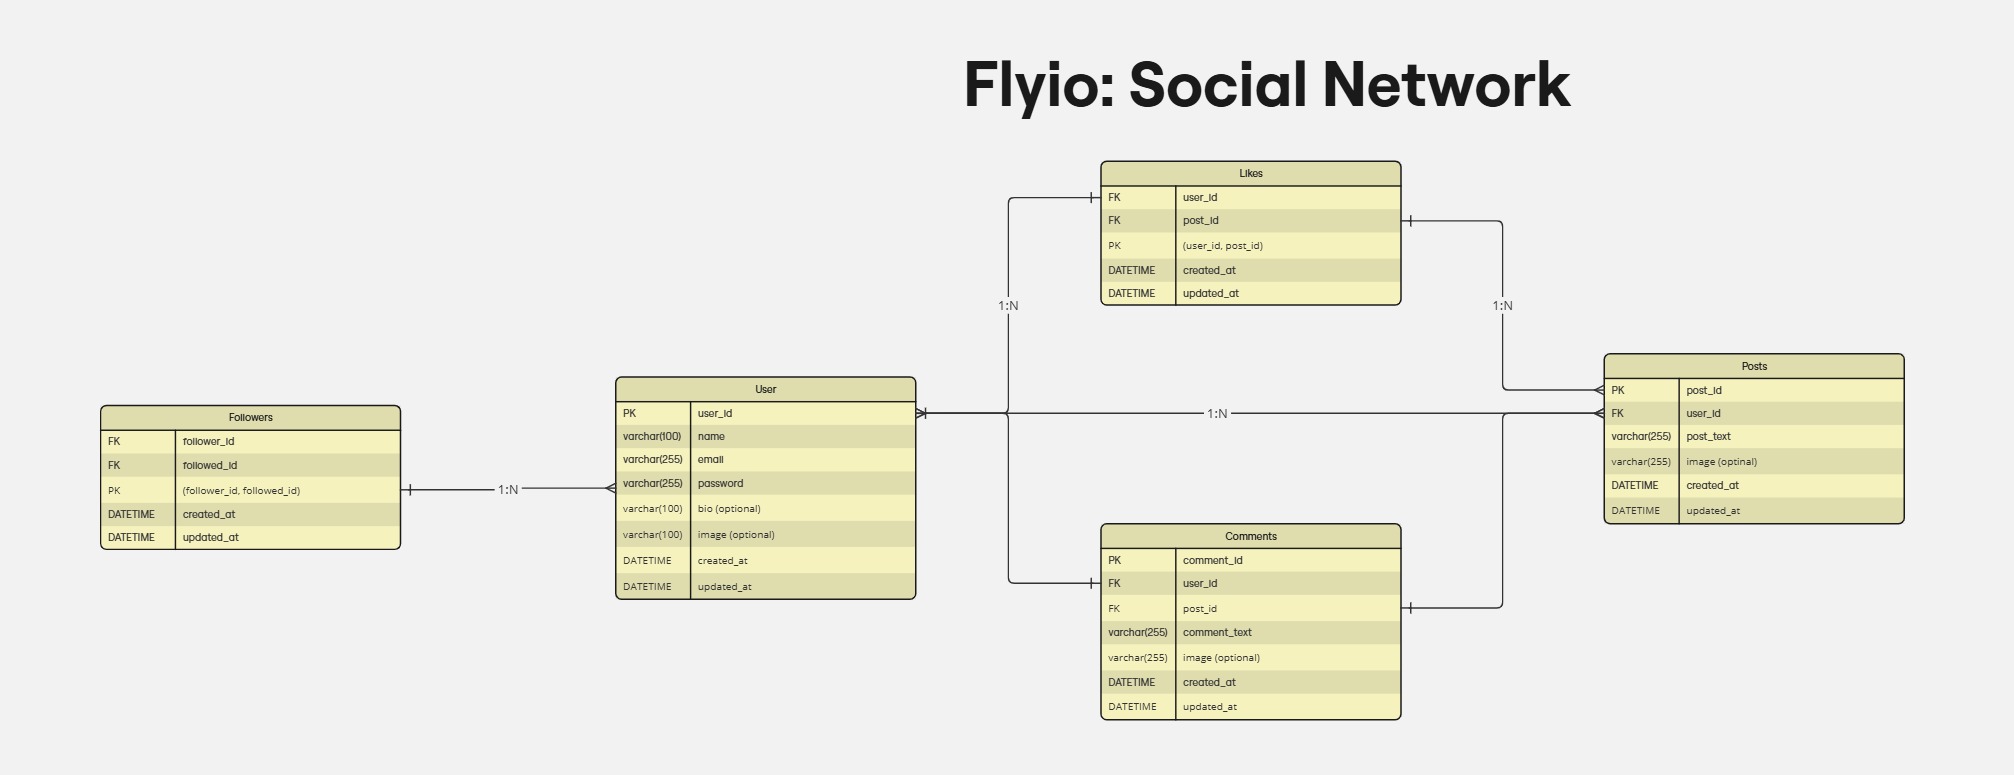 Flyio: Social Network
Likes
FK user_id
FK post_id
PK (user_id, post_id)
DATETIME created_at
DATETIME updated_at
1:N
1:N
Posts
PK post_id
FK user_id
varchar(255) post_text
varchar(255) image (optinal)
DATETIME created_at
DATETIME updated_at
User
PK user_id
varchar(100) name
varchar(255) email
varchar(255) password
varchar(100) bio (optional)
varchar(100) image (optional)
DATETIME created_at
DATETIME updated_at
1:N
Followers
FK follower_id
FK followed_id
PK (follower_id, followed_id)
DATETIME created_at
DATETIME updated_at
1:N
Comments
PK comment_id
FK user_id
FK post_id
varchar(255) comment_text
varchar(255) image (optional)
DATETIME created_at
DATETIME updated_at